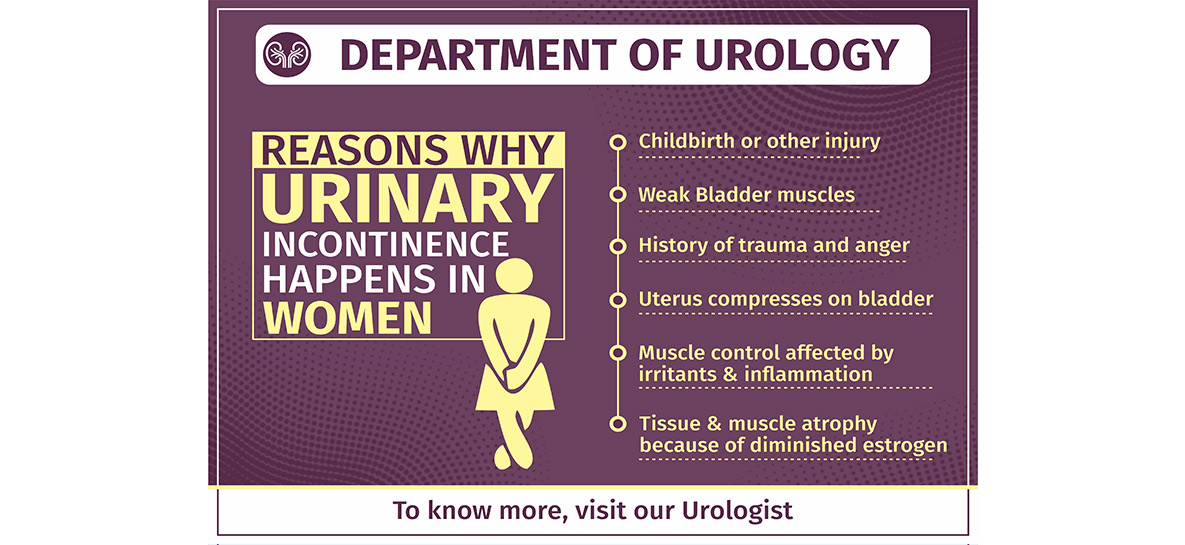 DEPARTMENT OF UROLOGY
REASONS WHY
URINARY
INCONTINENCE
HAPPENS IN
WOMEN
Childbirth or other injury
Weak Bladder muscles
History of trauma and anger
Uterus compresses on bladder
Muscle control affected by
irritants & inflammation
Tissue & muscle atrophy
because of diminished estrogen
To know more, visit our Urologist